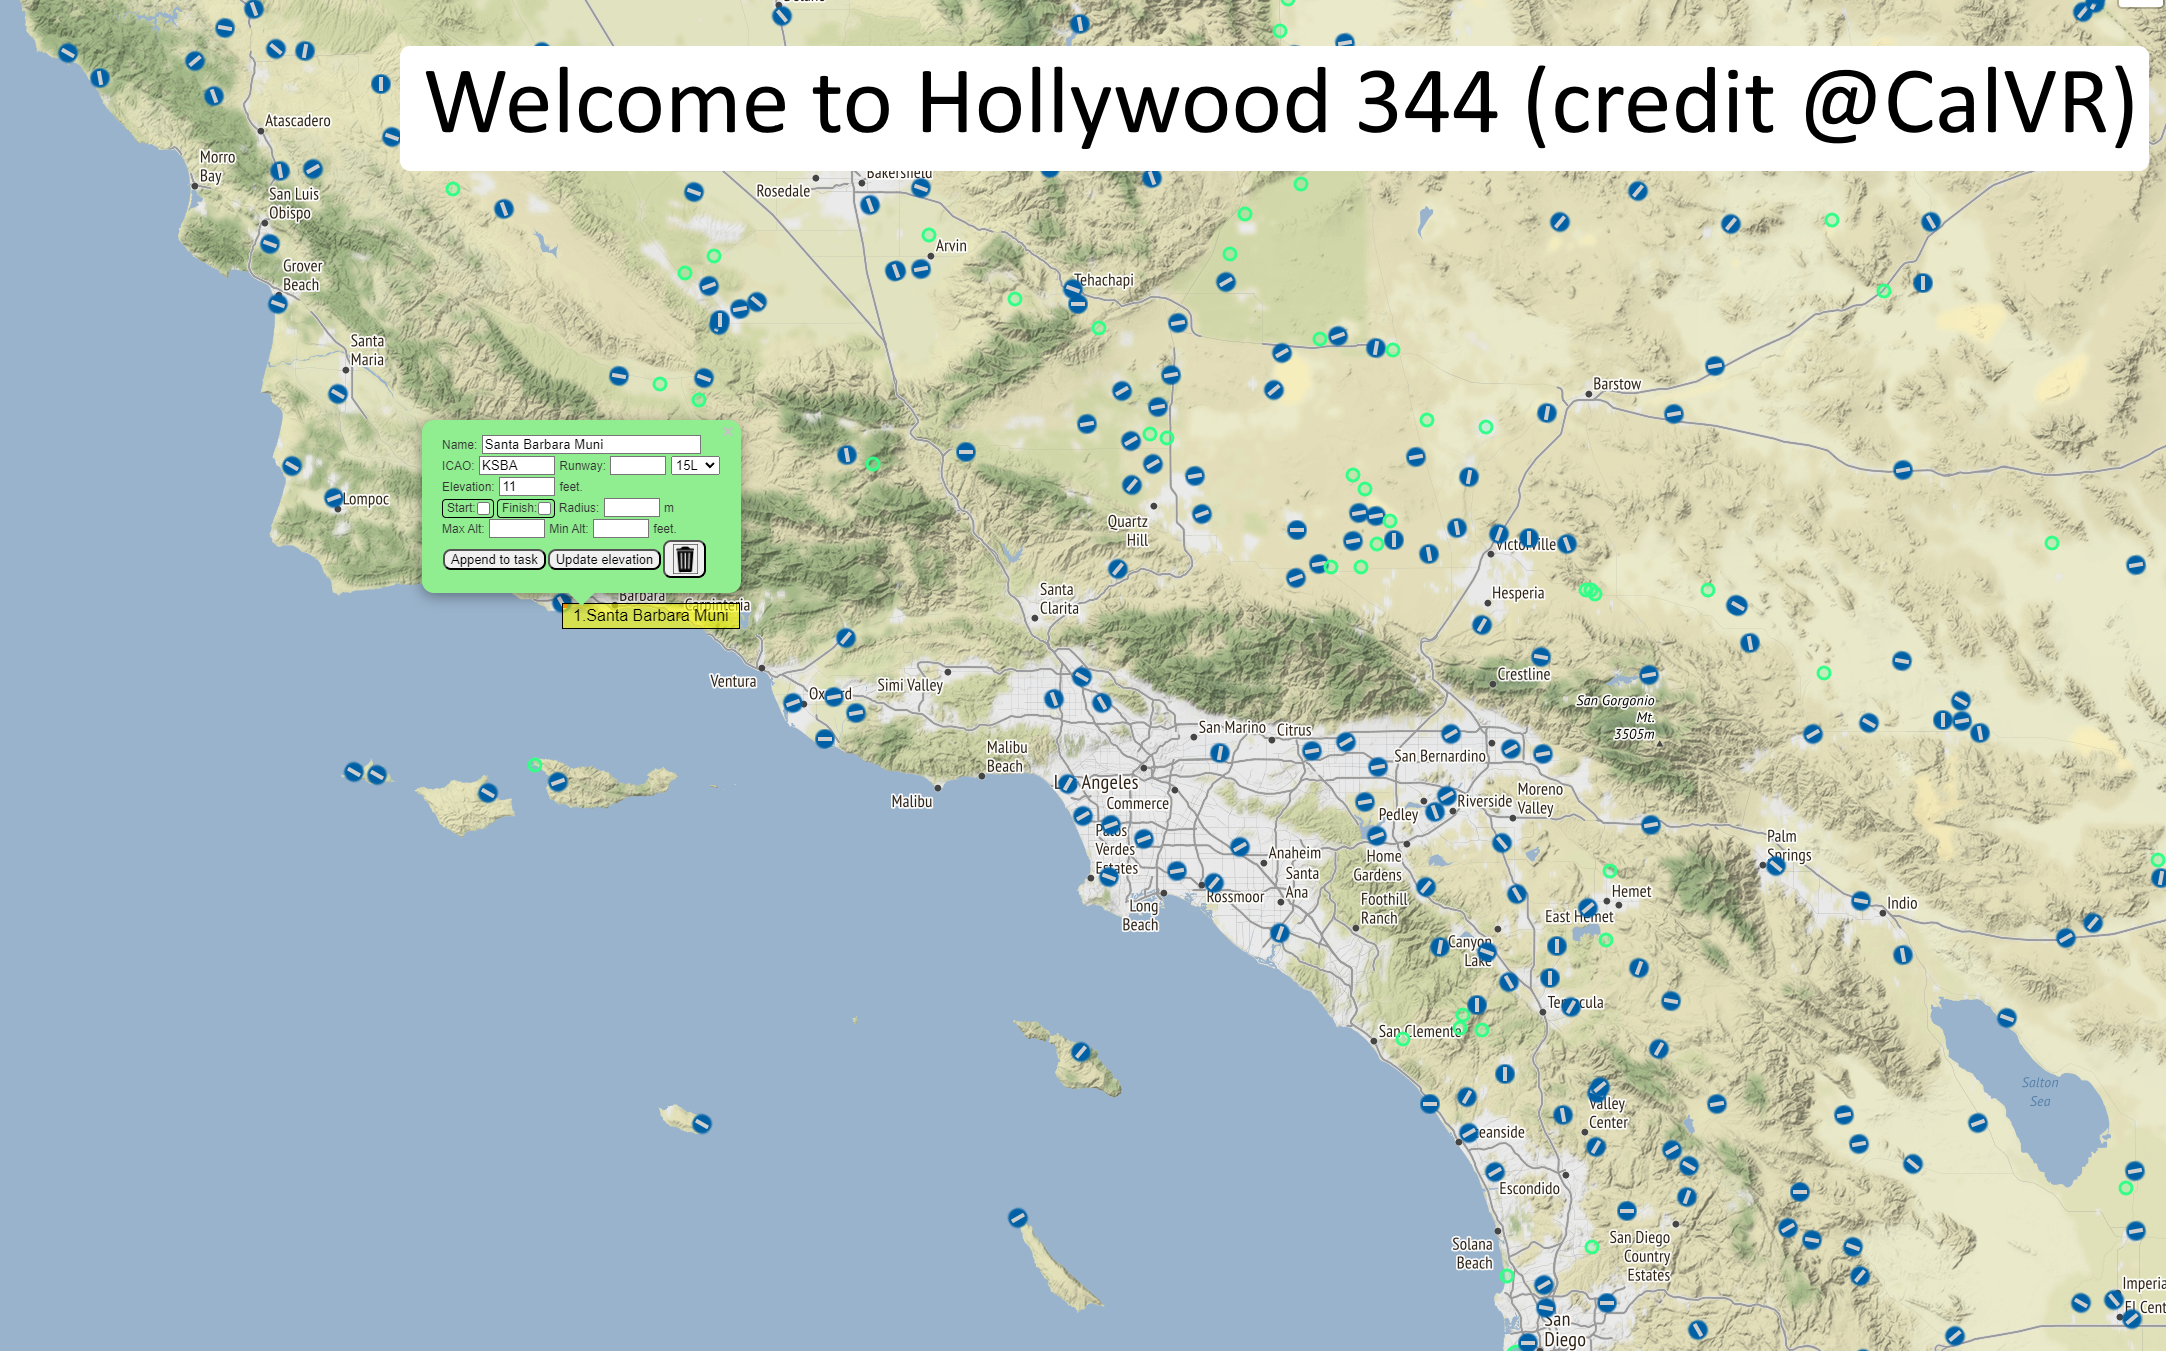 Welcome to Hollywood 344 (credit @CalVR)
Atascadero
Morro
Bay
San Luis
Obispo
Rosedale
Bakersfield
Arvin
Grover
Beach
Tehachapi
Santa
Maria
Barstow
Name: Santa Barbara Muni
ICAO: KSBA Runway: 15L
Elevation: 11 feet.
Start: Finish: Radius: m
Max Alt: Min Alt: feet.
Append to task Update elevation
Lompoc
Quartz
Hill
Victorville
Hesperia
Santa
Clarita
Barbara
Carpinteria
1.Santa Barbara Muni
Ventura
Oxnard
Simi Valley
Crestline
San Gorgonio
Mt.
3505m
San Marino
Citrus
San Bernardino
Malibu
Beach
Los Angeles
Malibu
Commerce
Pedley
Riverside
Moreno
Valley
Palos
Verdes
Estates
Anaheim
Home
Gardens
Palm
Springs
Santa
Ana
Rossmoor
Long
Beach
Foothill
Ranch
Hemet
East Hemet
Indio
Canyon
Lake
Temecula
San Clemente
Salton
Sea
Valley
Center
Oceanside
Escondido
San Diego
Country
Estates
Solana
Beach
San
Diego
Imperia
El Cent